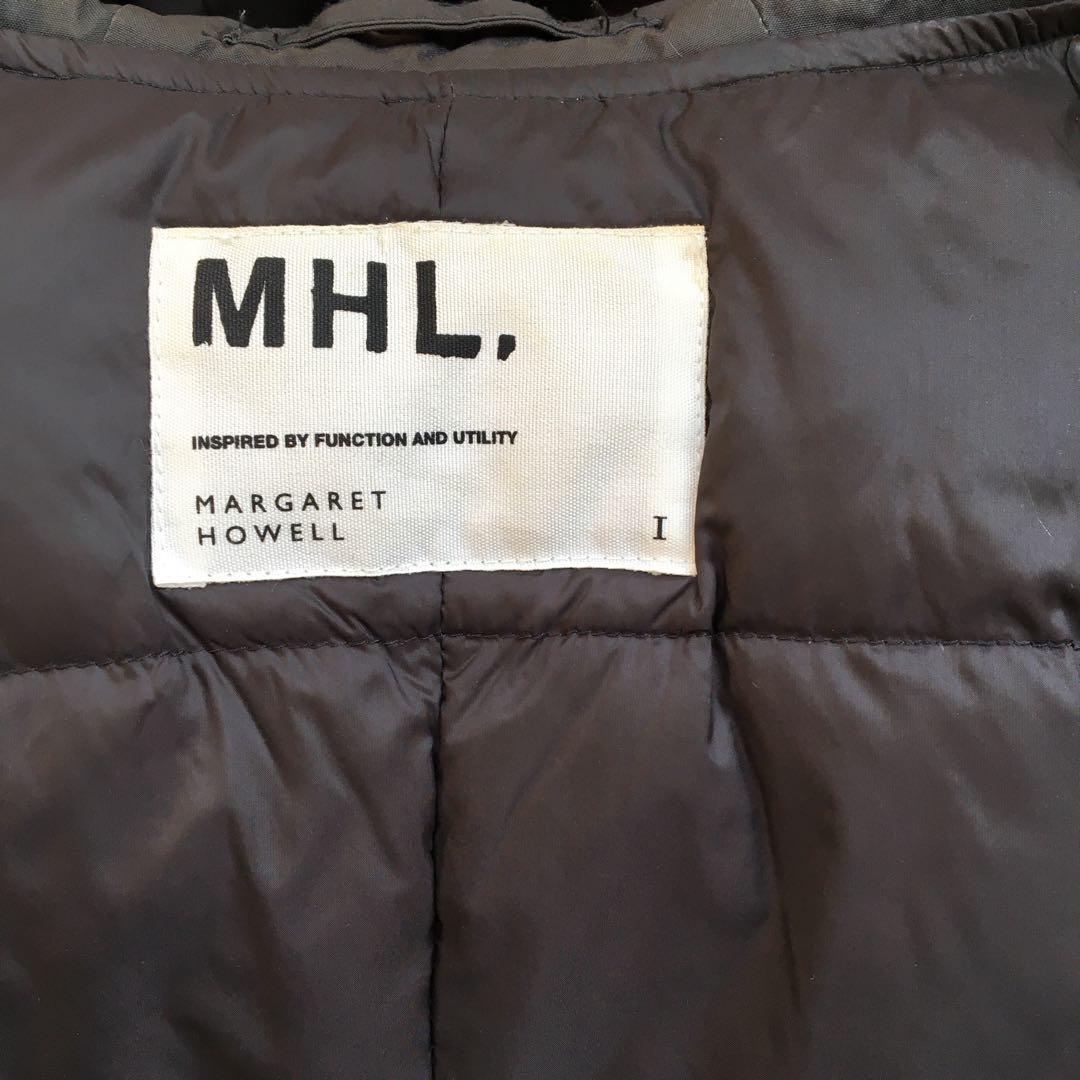 MHL.
INSPIRED BY FUNCTION AND UTILITY
MARGARET
HOWELL
I